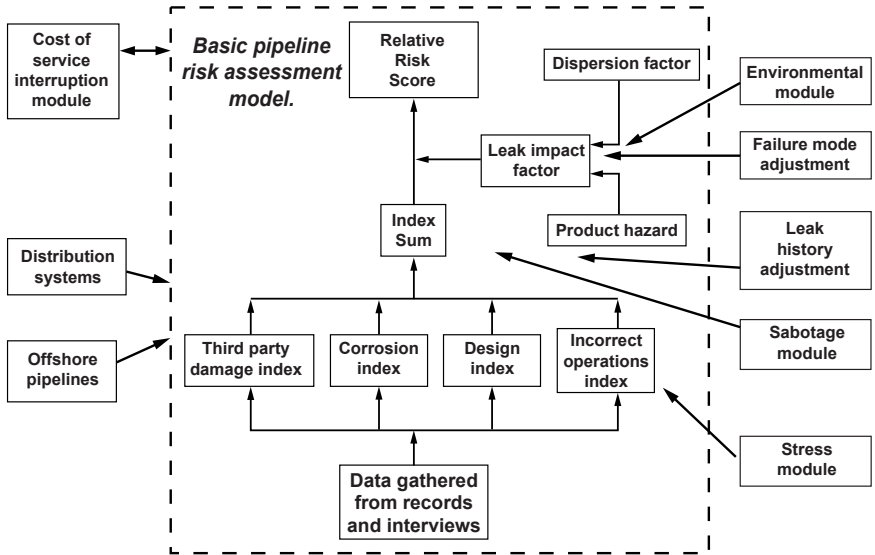 Cost of
service
interruption
module
Basic pipeline
risk assessment
model.
Relative
Risk
Score
Dispersion factor
Environmental
module
Leak impact
factor
Failure mode
adjustment
Index
Sum
Product hazard
Leak
history
adjustment
Distribution
systems
Sabotage
module
Offshore
pipelines
Third party
damage index
Corrosion
index
Design
index
Incorrect
operations
index
Stress
module
Data gathered
from records
and interviews